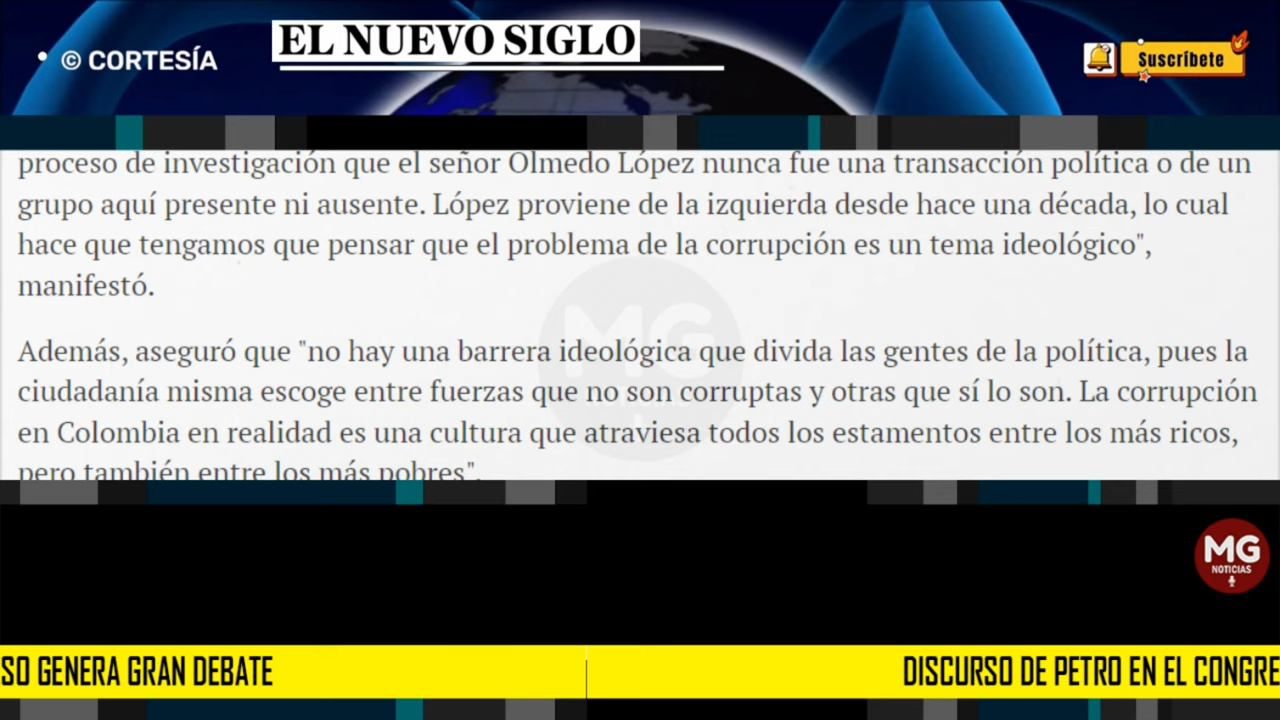 © CORTESÍA
EL NUEVO SIGLO
Suscríbete
proceso de investigación que el señor Olmedo López nunca fue una transacción política o de un
grupo aquí presente ni ausente. López proviene de la izquierda desde hace una década, lo cual
hace que tengamos que pensar que el problema de la corrupción es un tema ideológico",
manifestó.
Además, aseguró que "no hay una barrera ideológica que divida las gentes de la política, pues la
ciudadanía misma escoge entre fuerzas que no son corruptas y otras que sí lo son. La corrupción
en Colombia en realidad es una cultura que atraviesa todos los estamentos entre los más ricos,
pero también entre los más pobres".
MG
MG
NOTICIAS
SO GENERA GRAN DEBATE
DISCURSO DE PETRO EN EL CONGRE